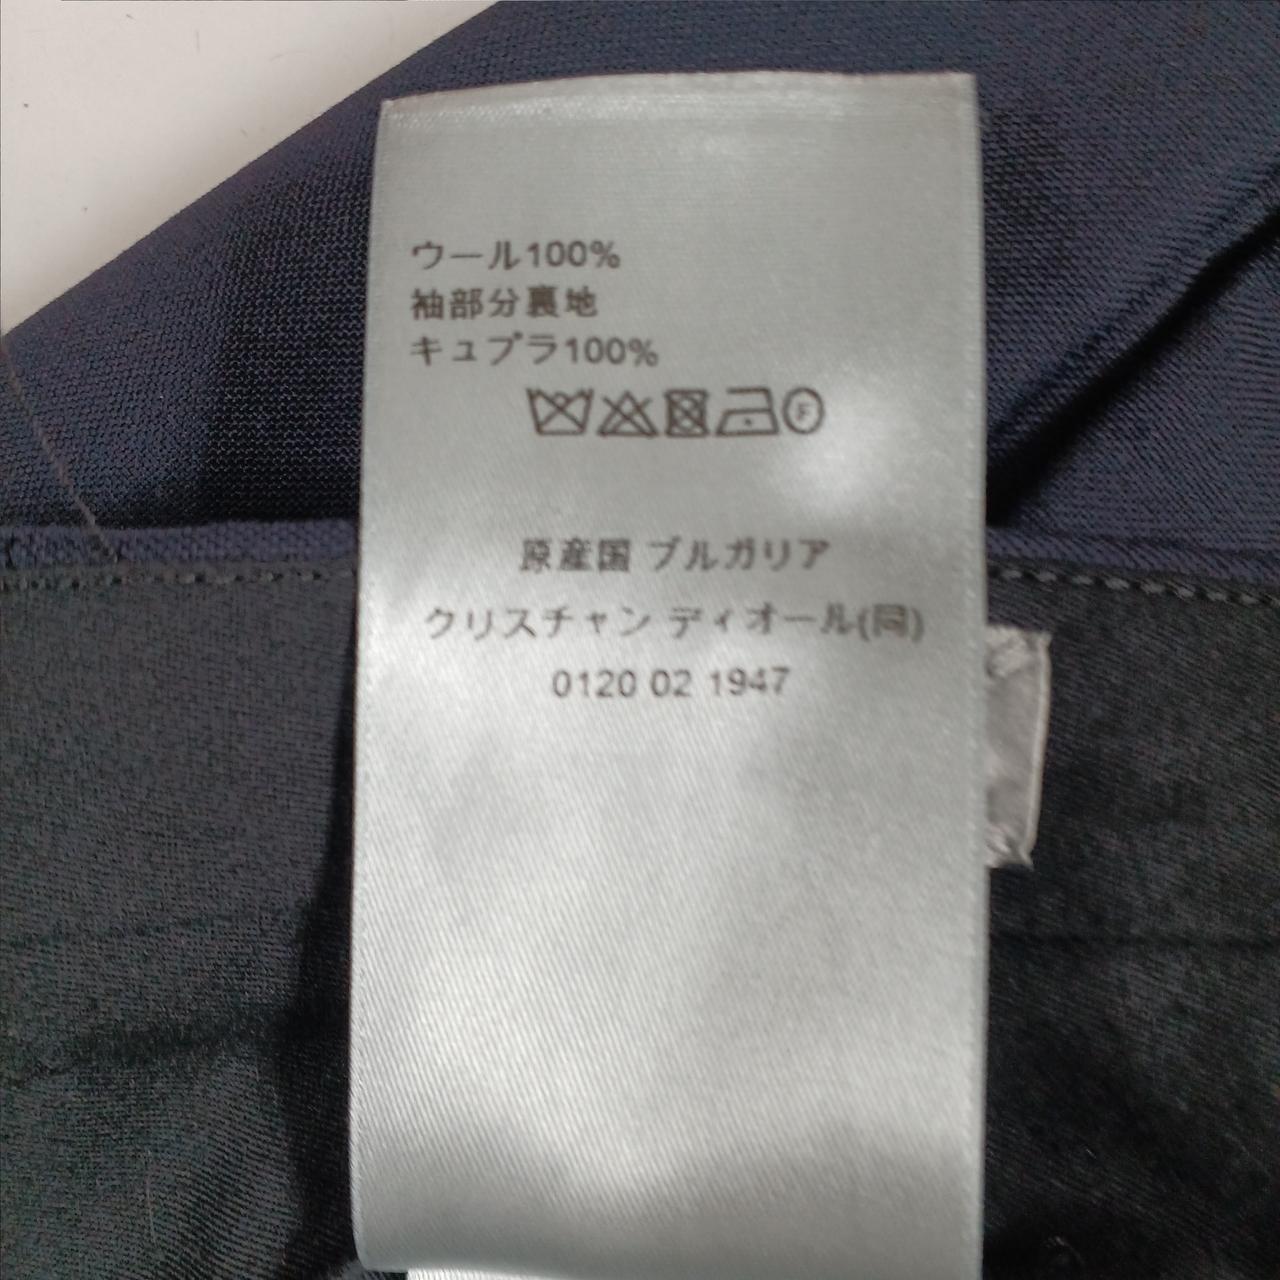 ウール100%
袖部分裏地
キュプラ100%
F
原産国 ブルガリア
クリスチャン ディオール(同)
0120 02 1947